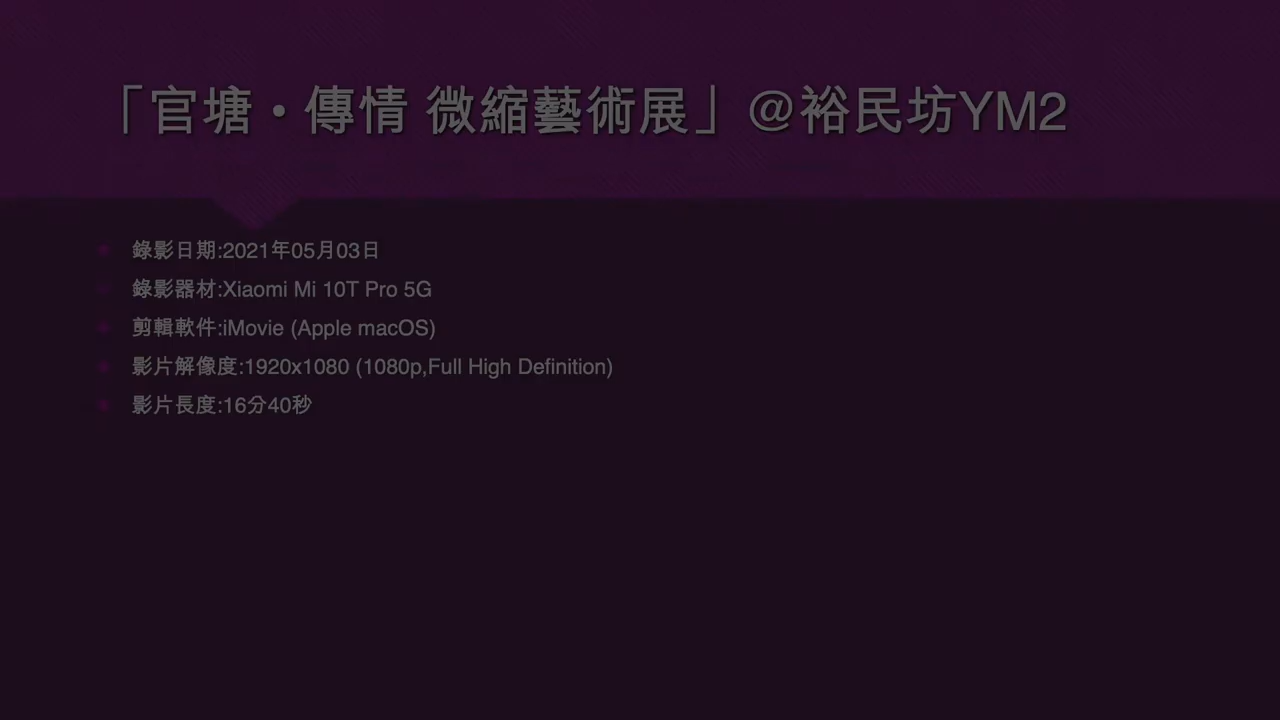 「官塘•傳情 微縮藝術展」@裕民坊YM2
錄影日期:2021年05月03日
錄影器材:Xiaomi Mi 10T Pro 5G
剪輯軟件:iMovie (Apple macOS)
影片解像度:1920x1080 (1080p,Full High Definition)
影片長度:16分40秒